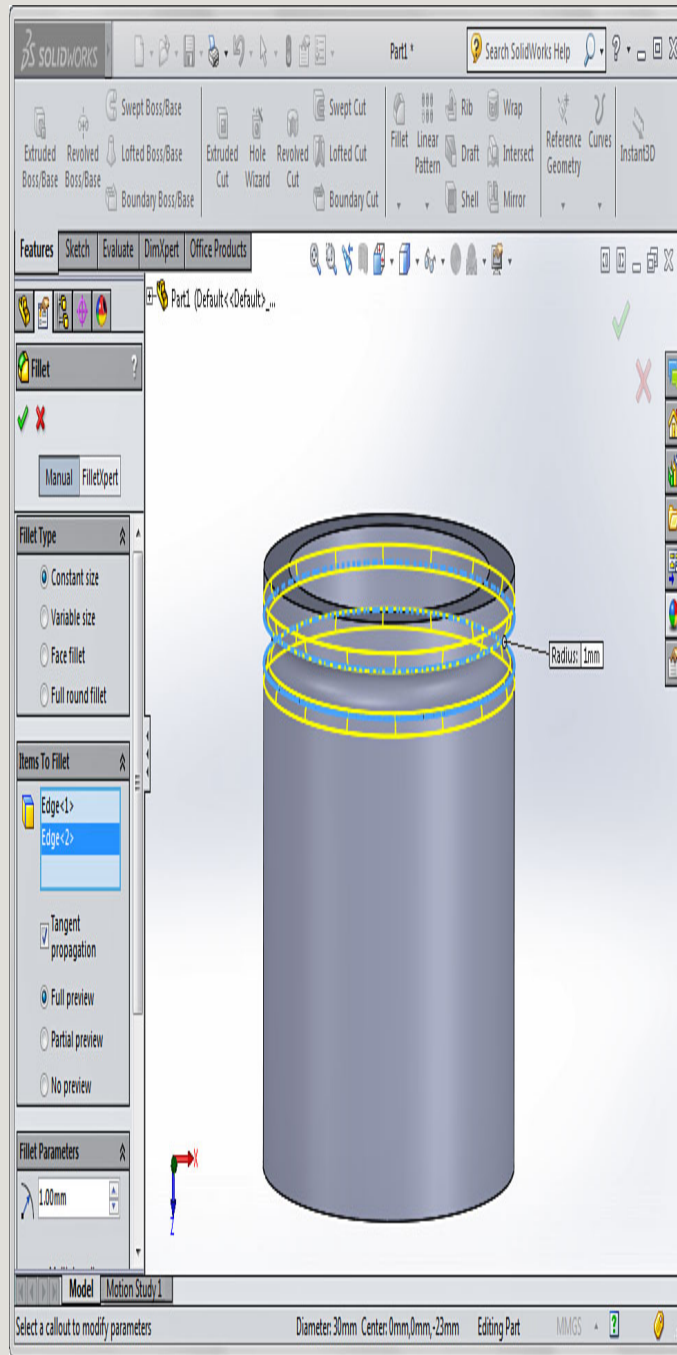 SOLIDWORKS
Part1 *
Search SolidWorks Help
?
Extruded Boss/Base
Revolved Boss/Base
Swept Boss/Base
Lofted Boss/Base
Boundary Boss/Base
Extruded Cut
Hole Wizard
Revolved Cut
Swept Cut
Lofted Cut
Boundary Cut
Fillet
Linear Pattern
Rib
Draft
Shell
Wrap
Intersect
Mirror
Reference Geometry
Curves
Instant3D
Features Sketch Evaluate DimXpert Office Products
Part1 (Default<<Default>_...
Fillet ?
Manual FilletXpert
Fillet Type
Constant size
Variable size
Face fillet
Full round fillet
Radius: 1mm
Items To Fillet
Edge<1>
Edge<2>
Tangent
propagation
Full preview
Partial preview
No preview
Fillet Parameters
1.00mm
X
Z
Model Motion Study 1
Select a callout to modify parameters Diameter: 30mm Center: 0mm,0mm,-23mm Editing Part MMGS ?